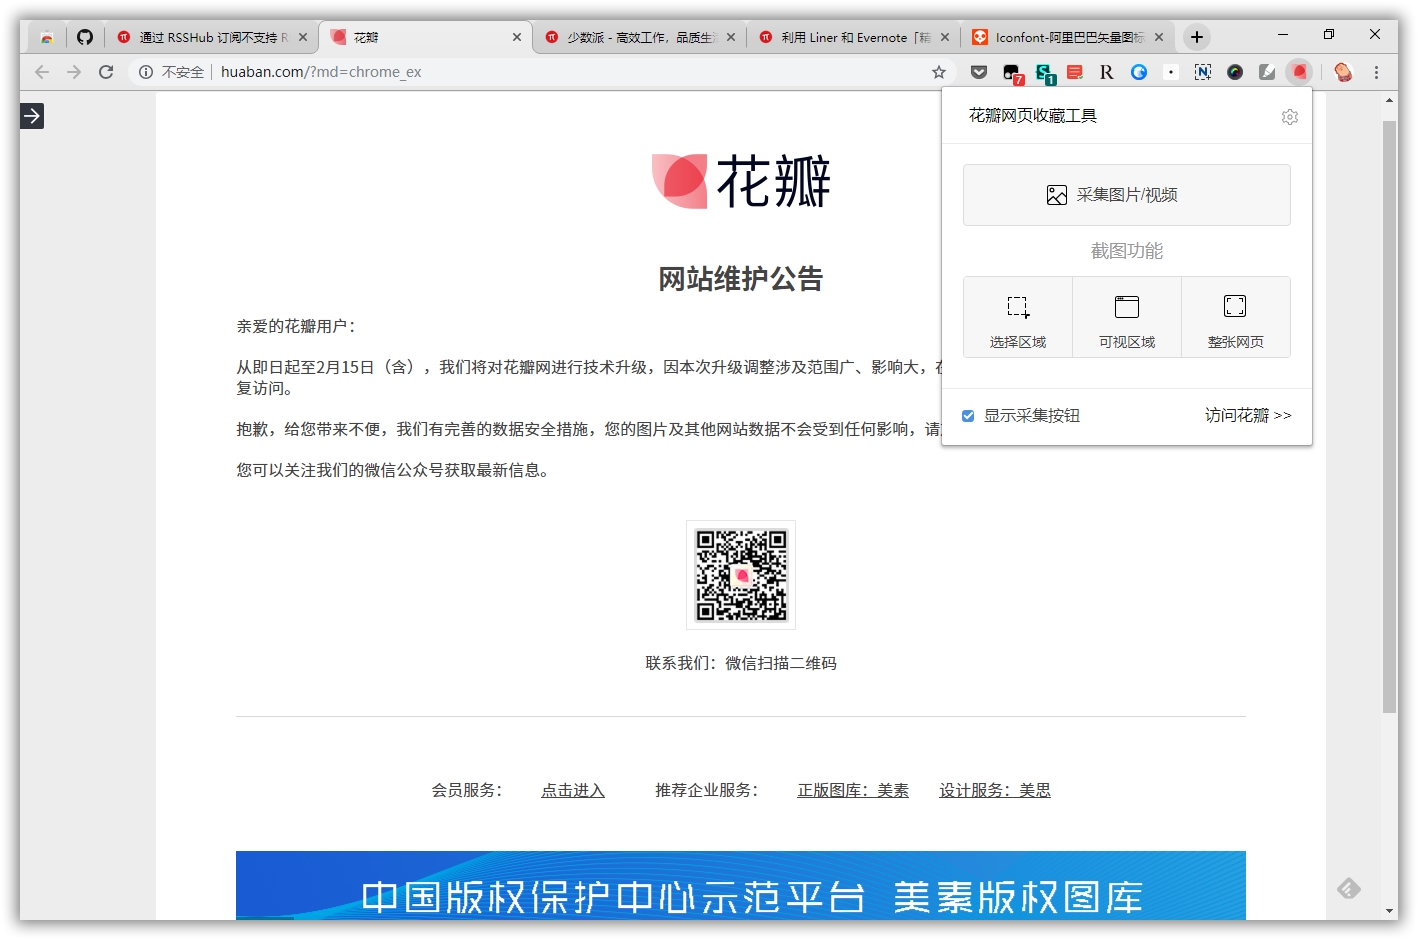 通过 RSSHub 订阅不支持 R
花瓣
少数派 - 高效工作，品质生活
利用 Liner 和 Evernote「精
Iconfont-阿里巴巴矢量图标
不安全
huaban.com/?md=chrome_ex
7
1
R
N
花瓣网页收藏工具
采集图片/视频
截图功能
选择区域
可视区域
整张网页
显示采集按钮
访问花瓣 >>
花瓣
网站维护公告
亲爱的花瓣用户：
从即日起至2月15日（含），我们将对花瓣网进行技术升级，因本次升级调整涉及范围广、影响大，在
复访问。
抱歉，给您带来不便，我们有完善的数据安全措施，您的图片及其他网站数据不会受到任何影响，请
您可以关注我们的微信公众号获取最新信息。
联系我们：微信扫描二维码
会员服务： 点击进入 推荐企业服务： 正版图库：美素 设计服务：美思
中国版权保护中心示范平台 美素版权图库